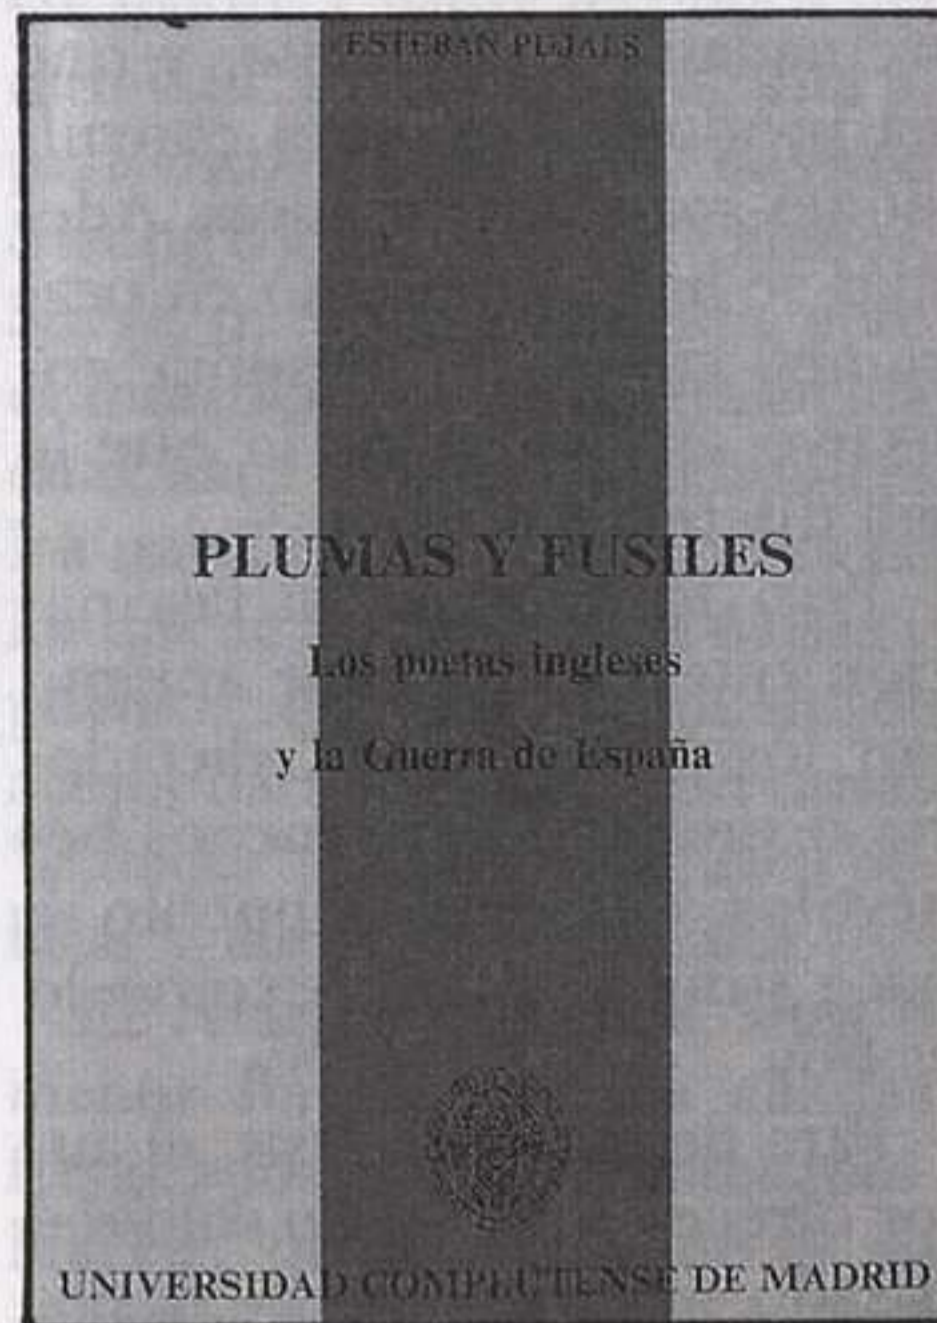 ESTEBAN PUJALS
PLUMAS Y FUSILES
Los poetas ingleses
y la Guerra de España
UNIVERSIDAD COMPLUTENSE DE MADRID